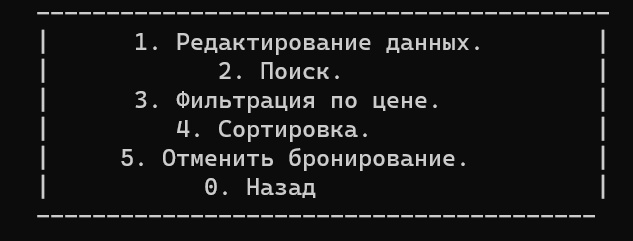 -----------------------------------------
|      1. Редактирование данных.        |
|            2. Поиск.                  |
|      3. Фильтрация по цене.           |
|         4. Сортировка.                |
|     5. Отменить бронирование.         |
|           0. Назад                    |
----------------------------------------